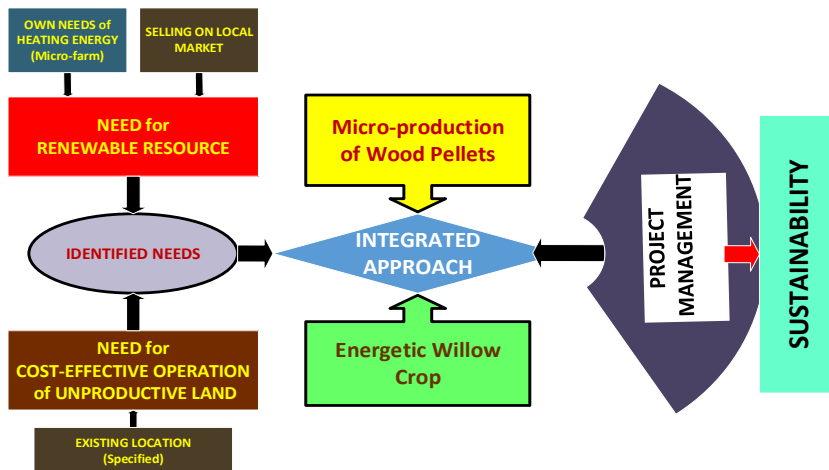 OWN NEEDS of
HEATING ENERGY
(Micro-farm)
SELLING ON LOCAL
MARKET
NEED for
RENEWABLE RESOURCE
IDENTIFIED NEEDS
NEED for
COST-EFFECTIVE OPERATION
of UNPRODUCTIVE LAND
EXISTING LOCATION
(Specified)
Micro-production
of Wood Pellets
INTEGRATED
APPROACH
Energetic Willow
Crop
PROJECT
MANAGEMENT
SUSTAINABILITY